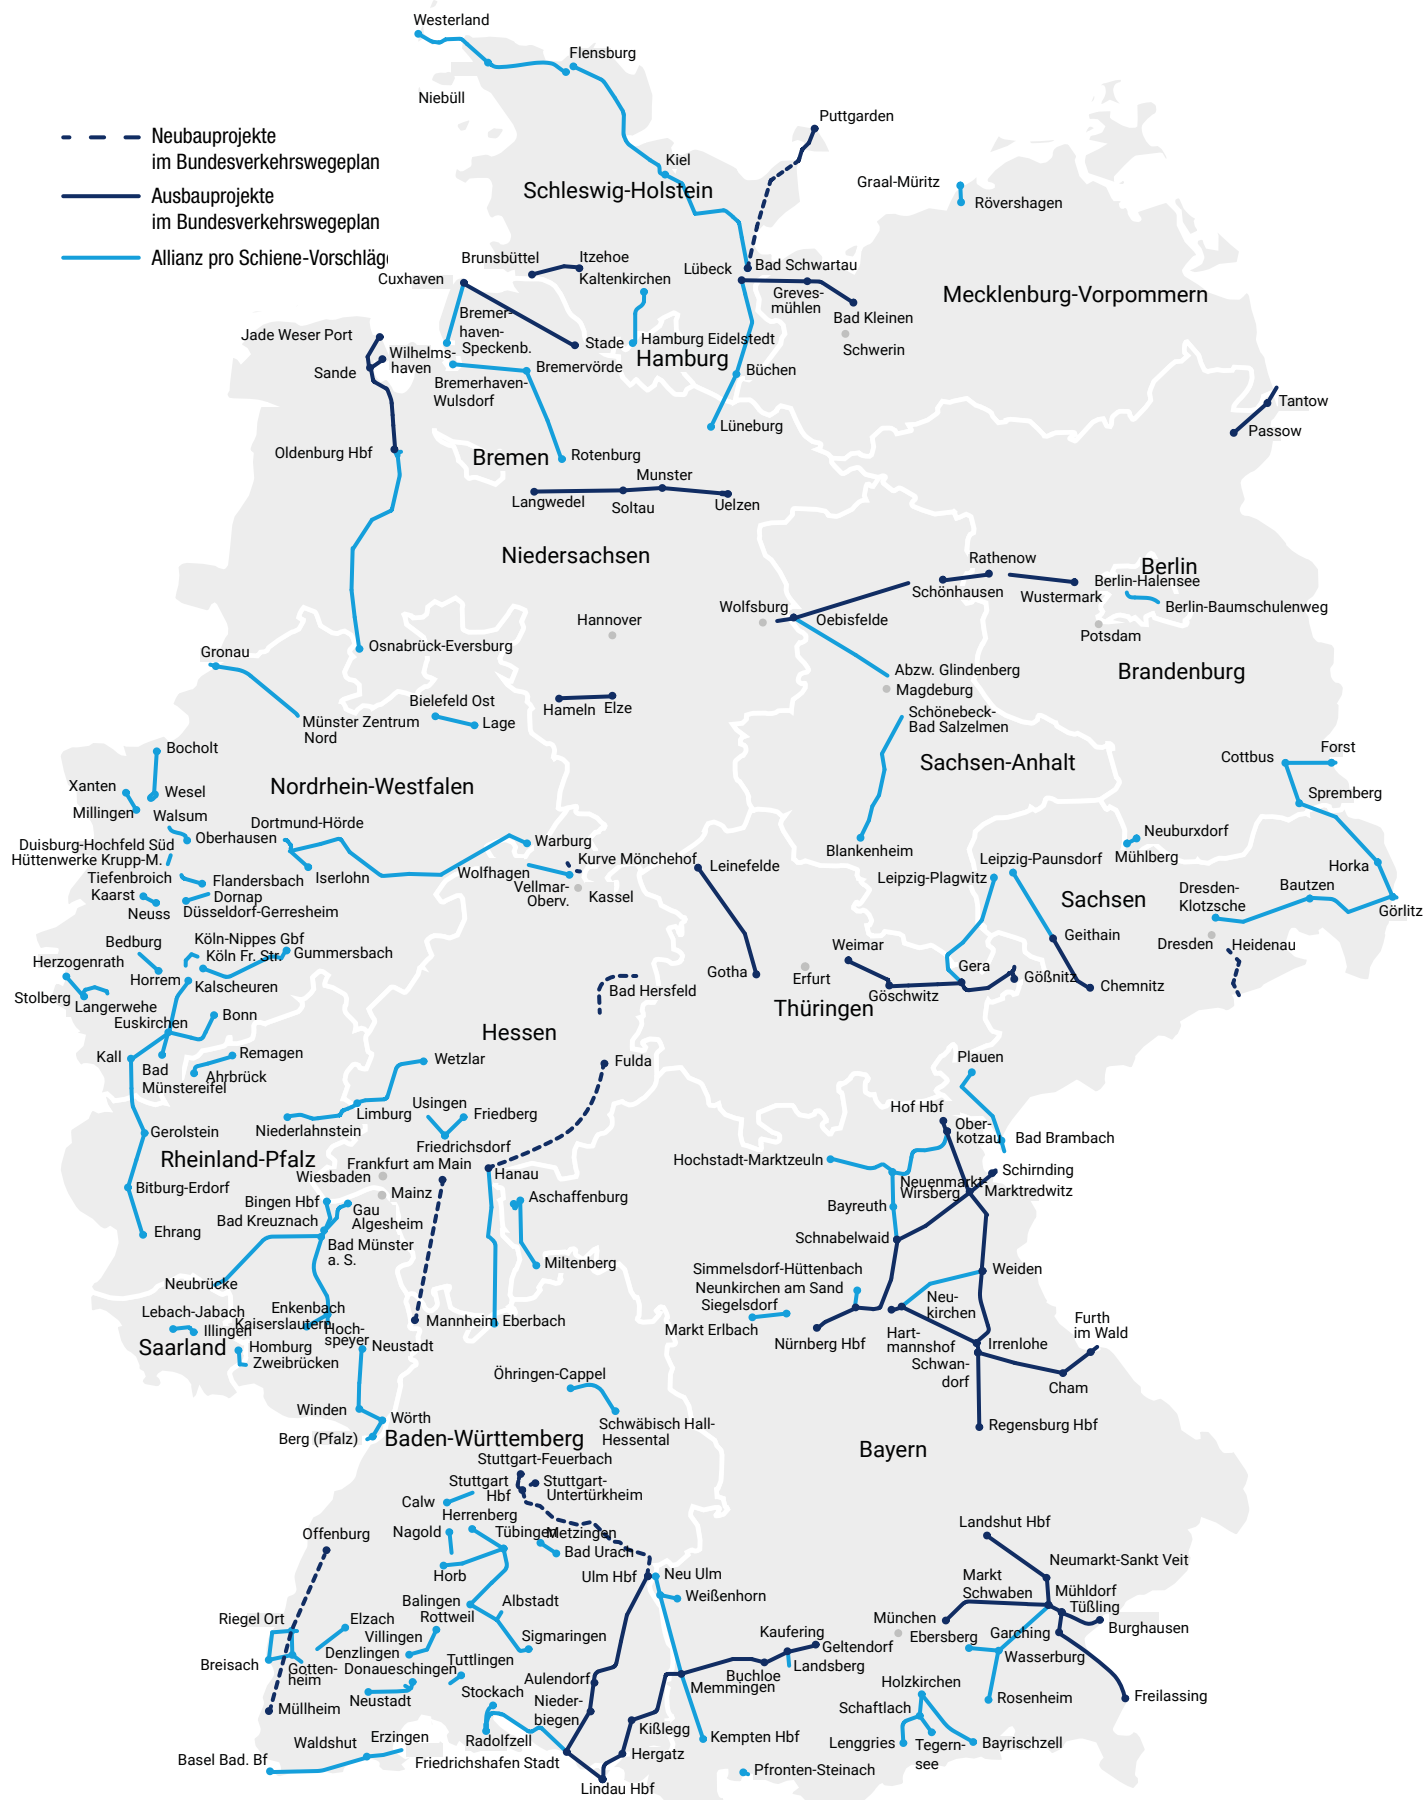 Westerland
Flensburg
Niebüll
Puttgarden
Neubauprojekte
im Bundesverkehrswegeplan
Ausbauprojekte
im Bundesverkehrswegeplan
Allianz pro Schiene-Vorschläge
Kiel
Schleswig-Holstein
Graal-Müritz
Rövershagen
Brunsbüttel
Itzehoe
Kaltenkirchen
Lübeck
Bad Schwartau
Cuxhaven
Greves-
mühlen
Bad Kleinen
Mecklenburg-Vorpommern
Bremer-
haven-
Speckenb.
Stade
Hamburg Eidelstedt
Hamburg
Schwerin
Jade Weser Port
Wilhelms-
haven
Sande
Bremervörde
Bremerhaven-
Wulsdorf
Büchen
Lüneburg
Tantow
Passow
Oldenburg Hbf
Bremen
Rotenburg
Munster
Langwedel
Soltau
Uelzen
Niedersachsen
Rathenow
Berlin
Schönhausen
Wustermark
Berlin-Halensee
Berlin-Baumschulenweg
Wolfsburg
Oebisfelde
Hannover
Potsdam
Osnabrück-Eversburg
Gronau
Abzw. Glindenberg
Magdeburg
Brandenburg
Bielefeld Ost
Lage
Hameln
Elze
Schönebeck-
Bad Salzelmen
Münster Zentrum
Nord
Bocholt
Sachsen-Anhalt
Cottbus
Forst
Xanten
Wesel
Millingen
Nordrhein-Westfalen
Spremberg
Walsum
Dortmund-Hörde
Oberhausen
Warburg
Duisburg-Hochfeld Süd
Hüttenwerke Krupp-M.
Blankenheim
Neuburxdorf
Mühlberg
Kurve Mönchehof
Leinefelde
Leipzig-Paunsdorf
Horka
Tiefenbroich
Flandersbach
Iserlohn
Wolfhagen
Vellmar-
Oberv.
Kassel
Leipzig-Plagwitz
Dresden-
Klotzsche
Bautzen
Kaarst
Dornap
Neuss
Düsseldorf-Gerresheim
Sachsen
Görlitz
Bedburg
Köln-Nippes Gbf
Köln Fr. Str.
Gummersbach
Weimar
Geithain
Dresden
Heidenau
Herzogenrath
Horrem
Kalscheuren
Gotha
Erfurt
Gera
Gößnitz
Chemnitz
Göschwitz
Stolberg
Langerwehe
Bad Hersfeld
Thüringen
Euskirchen
Bonn
Hessen
Kall
Bad
Münstereifel
Remagen
Ahrbrück
Wetzlar
Fulda
Plauen
Usingen
Limburg
Friedberg
Niederlahnstein
Friedrichsdorf
Hof Hbf
Ober-
kotzau
Bad Brambach
Gerolstein
Rheinland-Pfalz
Frankfurt am Main
Wiesbaden
Hanau
Hochstadt-Marktzeuln
Schirnding
Neuenmarkt-
Wirsberg
Marktredwitz
Bitburg-Erdorf
Mainz
Aschaffenburg
Bingen Hbf
Gau
Algesheim
Bad Kreuznach
Bayreuth
Ehrang
Bad Münster
a. S.
Schnabelwaid
Miltenberg
Neubrücke
Simmelsdorf-Hüttenbach
Neunkirchen am Sand
Siegelsdorf
Markt Erlbach
Weiden
Neu-
kirchen
Lebach-Jabach
Illingen
Enkenbach
Kaiserslautern
Hoch-
speyer
Mannheim
Eberbach
Furth
im Wald
Saarland
Homburg
Zweibrücken
Neustadt
Nürnberg Hbf
Hart-
mannshof
Irrenlohe
Schwan-
dorf
Cham
Öhringen-Cappel
Winden
Wörth
Berg (Pfalz)
Schwäbisch Hall-
Hessental
Regensburg Hbf
Baden-Württemberg
Bayern
Stuttgart-Feuerbach
Stuttgart
Hbf
Stuttgart-
Untertürkheim
Calw
Herrenberg
Nagold
Tübingen
Metzingen
Bad Urach
Offenburg
Landshut Hbf
Horb
Ulm Hbf
Neu Ulm
Weißenhorn
Neumarkt-Sankt Veit
Markt
Schwaben
Mühldorf
Tüßling
Burghausen
Balingen
Albstadt
Rottweil
Riegel Ort
Elzach
Villingen
Sigmaringen
Kaufering
Geltendorf
München
Ebersberg
Garching
Wasserburg
Denzlingen
Breisach
Gotten-
heim
Donaueschingen
Tuttlingen
Buchloe
Landsberg
Neustadt
Stockach
Aulendorf
Memmingen
Holzkirchen
Rosenheim
Freilassing
Müllheim
Nieder-
biegen
Schaftlach
Waldshut
Erzingen
Radolfzell
Kißlegg
Kempten Hbf
Lenggries
Tegern-
see
Bayrischzell
Basel Bad. Bf
Friedrichshafen Stadt
Hergatz
Lindau Hbf
Pfronten-Steinach